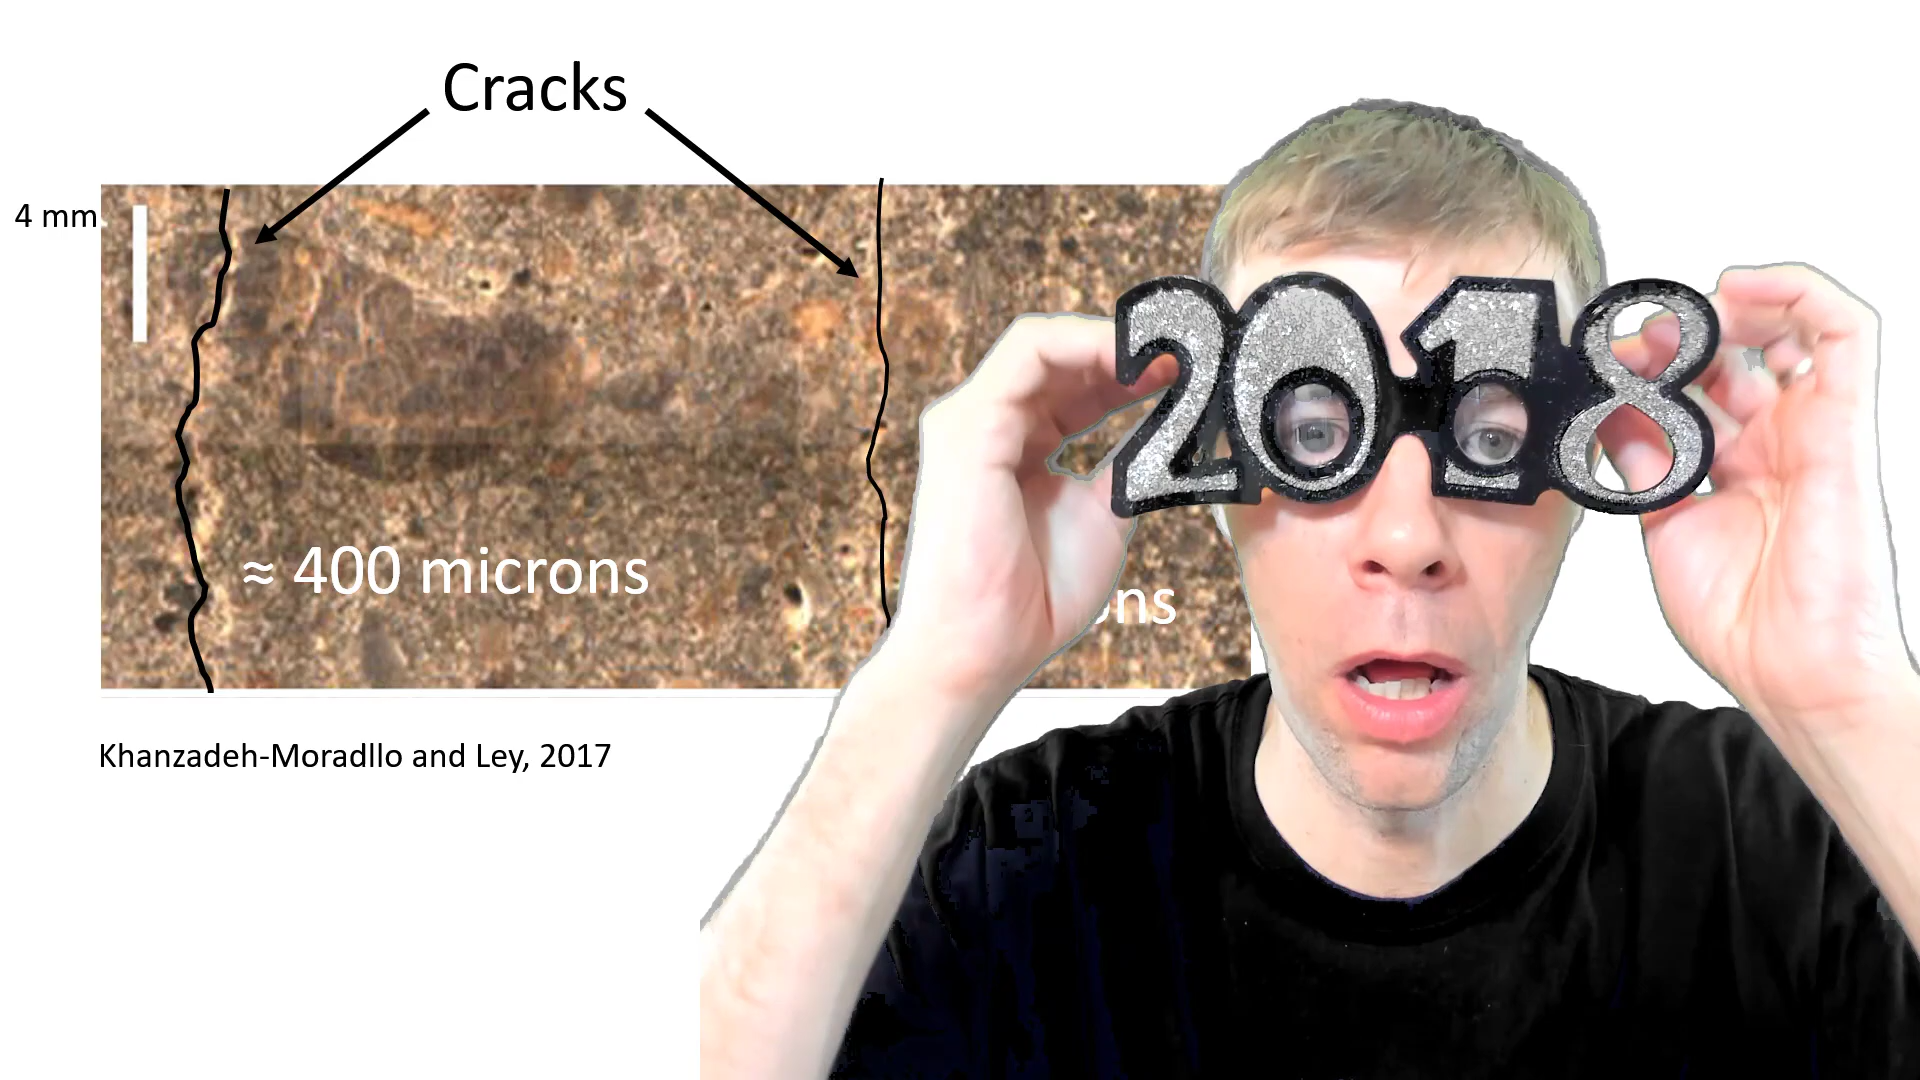 Cracks
4 mm
≈ 400 microns
2018
Khanzadeh-Moradllo and Ley, 2017